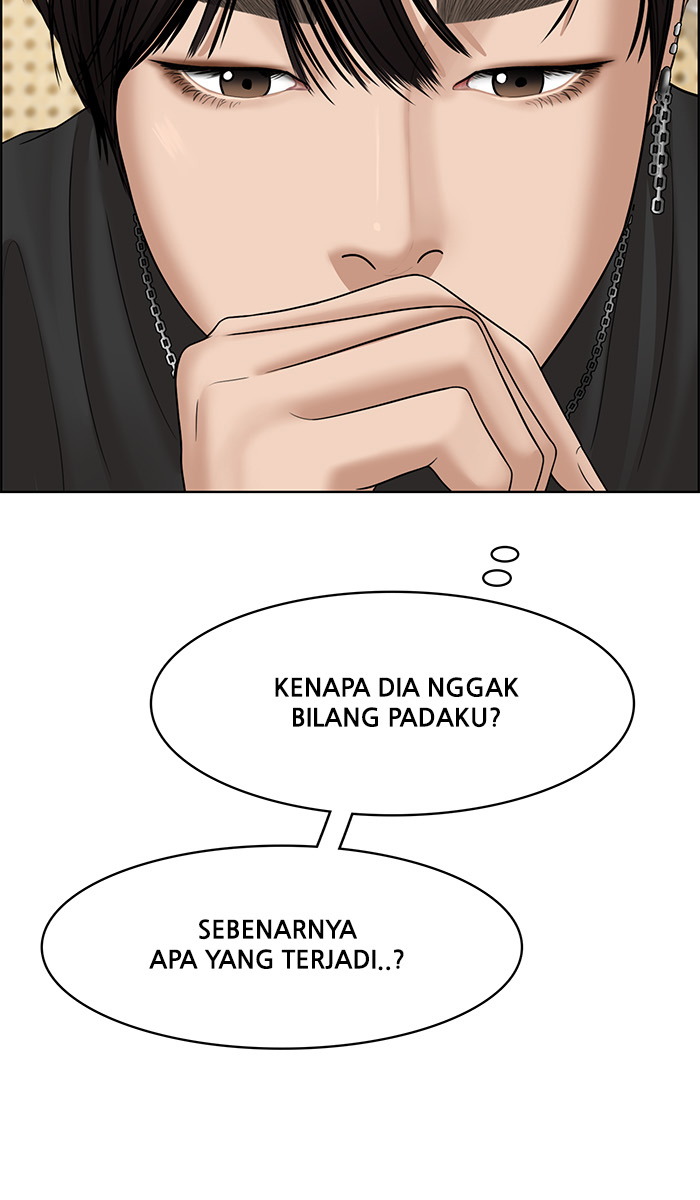 KENAPA DIA NGGAK
BILANG PADAKU?
SEBENARNYA
APA YANG TERJADI..?